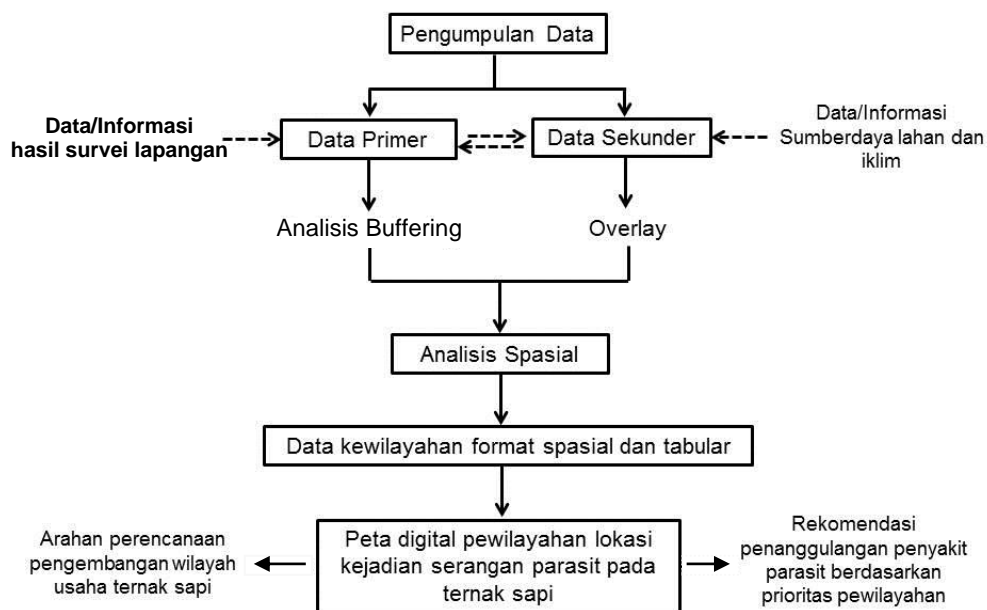 Pengumpulan Data
Data/Informasi
hasil survei lapangan
Data Primer
Data Sekunder
Data/Informasi
Sumberdaya lahan dan
iklim
Analisis Buffering
Overlay
Analisis Spasial
Data kewilayahan format spasial dan tabular
Arahan perencanaan
pengembangan wilayah
usaha ternak sapi
Peta digital pewilayahan lokasi
kejadian serangan parasit pada
ternak sapi
Rekomendasi
penanggulangan penyakit
parasit berdasarkan
prioritas pewilayahan